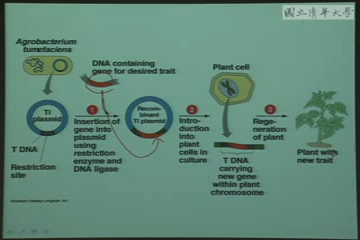 國立清華大學
Agrobacterium
tumefaciens
DNA containing
gene for desired trait
Plant cell
Ti
plasmid
1
Recom-
binant
Ti plasmid
2
3
Insertion of
gene into
plasmid
using
restriction
enzyme and
DNA ligase
Intro-
duction
into
plant
cells in
culture
Re-
gene-
ration
of plant
T DNA
Restriction
site
T DNA
carrying
new gene
within plant
chromosome
Plant with
new trait